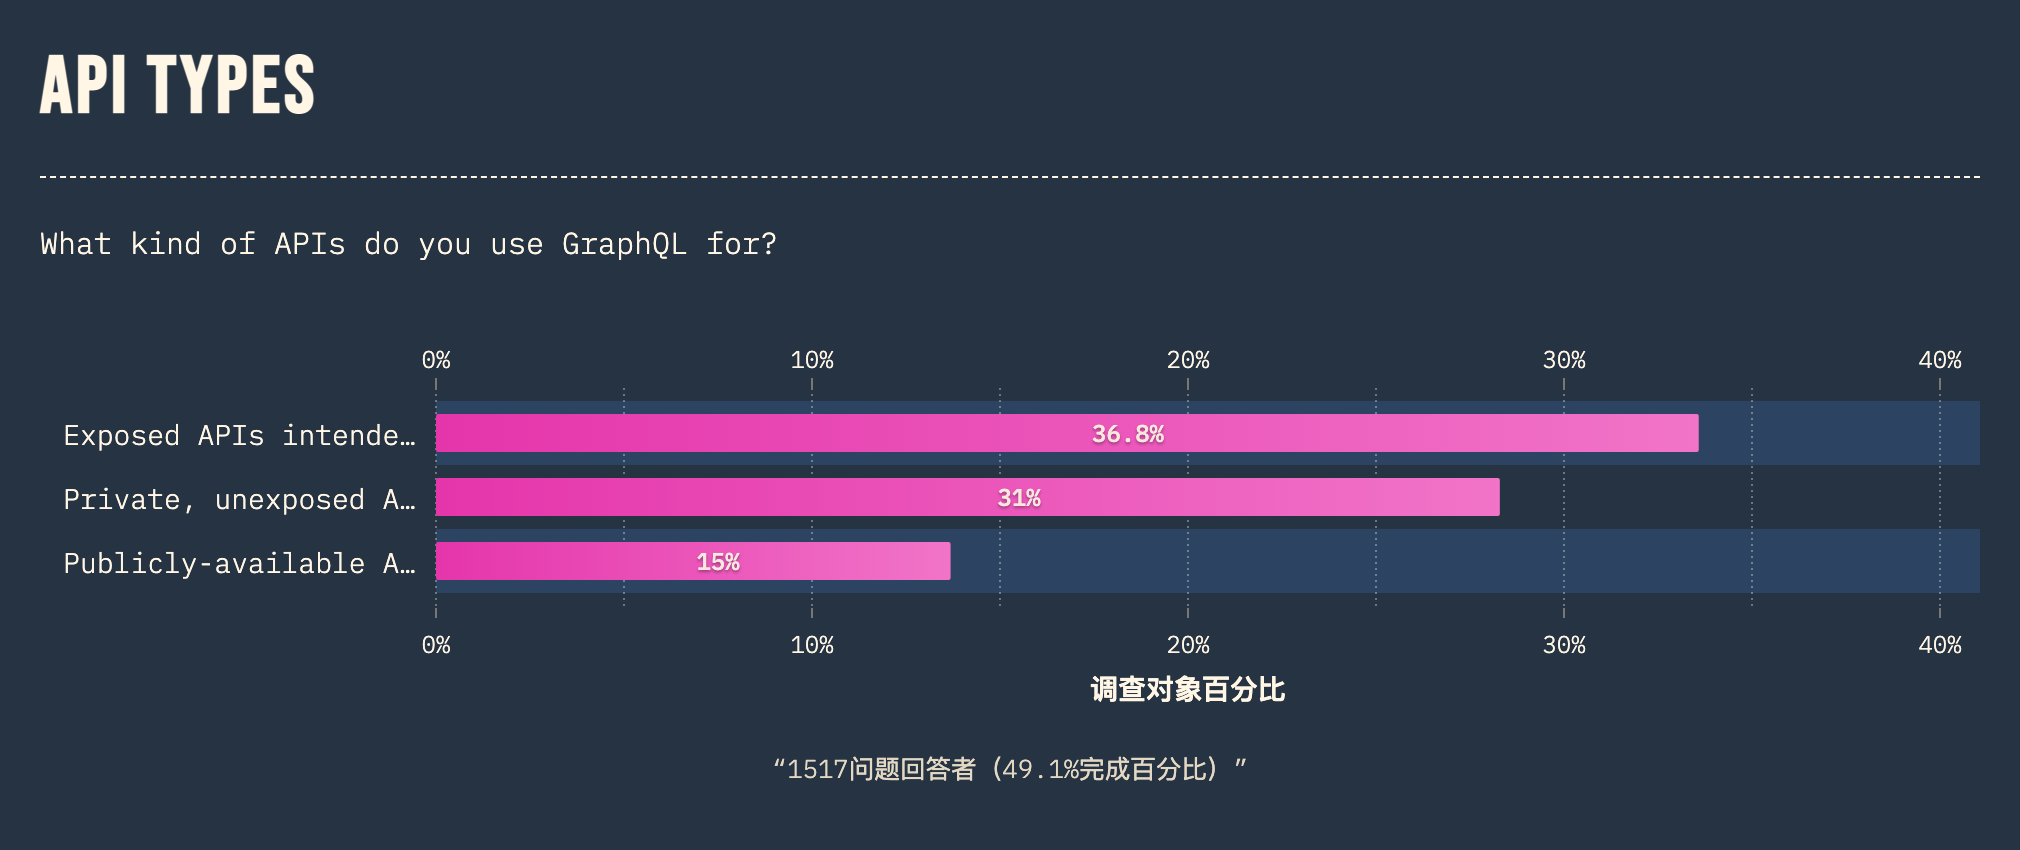 API TYPES
What kind of APIs do you use GraphQL for?
0% 10% 20% 30% 40%
Exposed APIs intende… 36.8%
Private, unexposed A… 31%
Publicly-available A… 15%
0% 10% 20% 30% 40%
调查对象百分比
“1517问题回答者（49.1%完成百分比）”